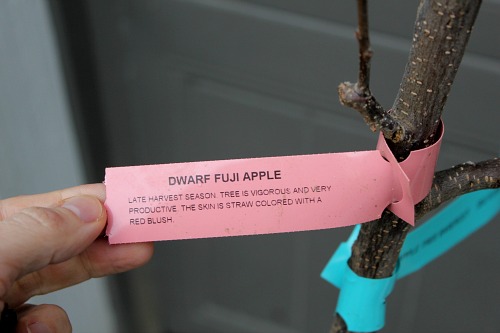 DWARF FUJI APPLE
LATE HARVEST SEASON. TREE IS VIGOROUS AND VERY
PRODUCTIVE. THE SKIN IS STRAW COLORED WITH A
RED BLUSH.